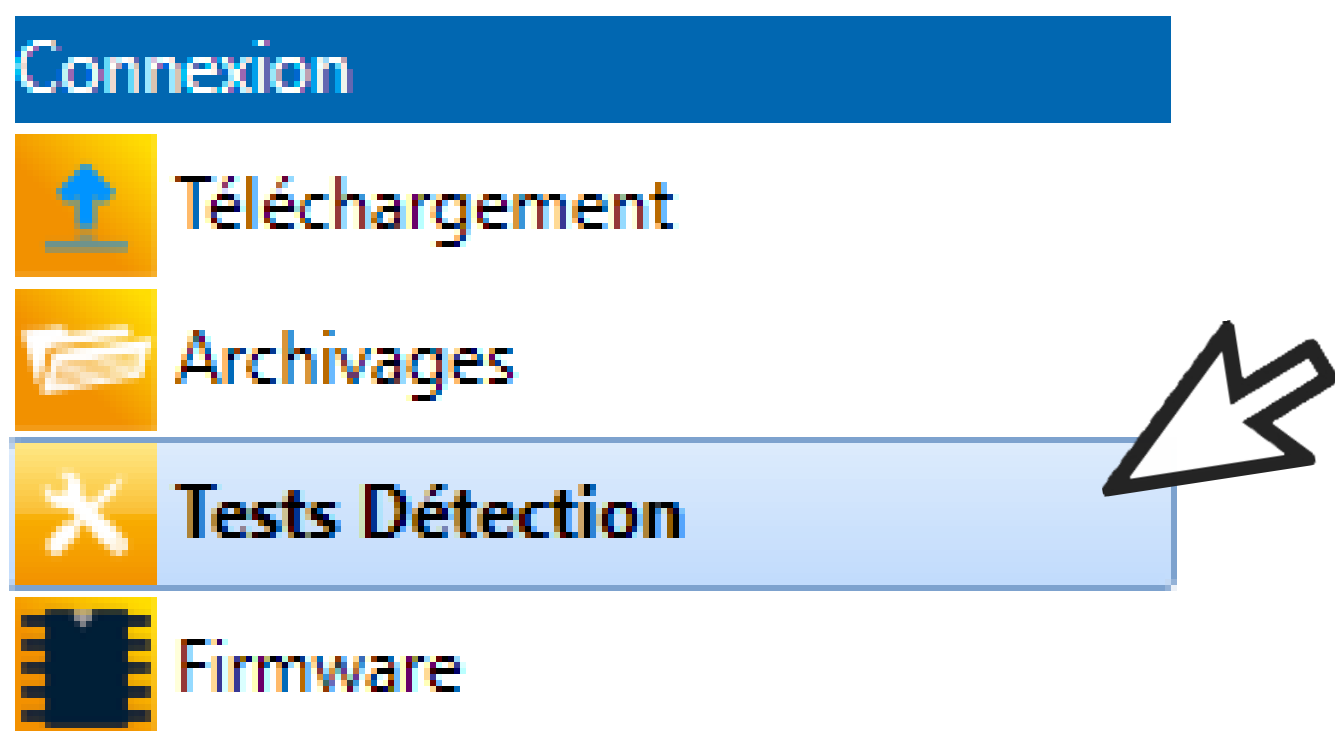 Connexion
Téléchargement
Archivages
Tests Détection
Firmware